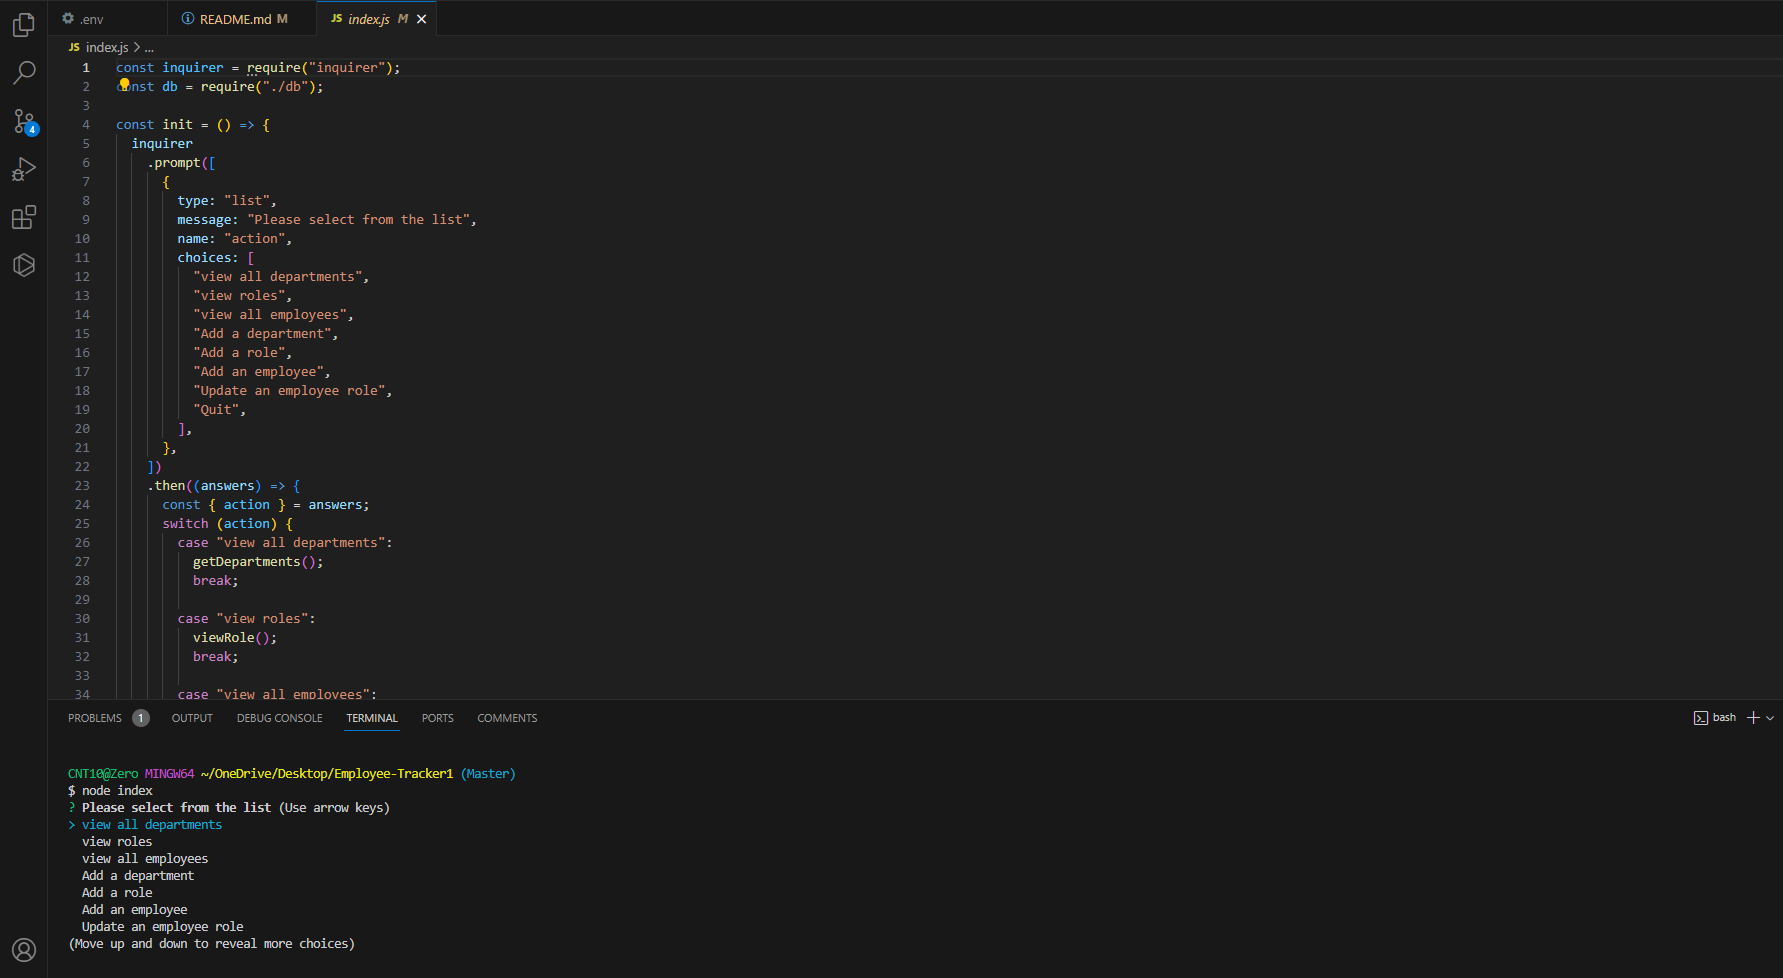 .env
README.md M
JS index.js M
JS index.js > ...
1 const inquirer = require("inquirer");
2 const db = require("./db");
3
4 const init = () => {
5 inquirer
6 .prompt([
7 {
8 type: "list",
9 message: "Please select from the list",
10 name: "action",
11 choices: [
12 "view all departments",
13 "view roles",
14 "view all employees",
15 "Add a department",
16 "Add a role",
17 "Add an employee",
18 "Update an employee role",
19 "Quit",
20 ],
21 },
22 ])
23 .then((answers) => {
24 const { action } = answers;
25 switch (action) {
26 case "view all departments":
27 getDepartments();
28 break;
29
30 case "view roles":
31 viewRole();
32 break;
33
34 case "view all employees":
4
PROBLEMS 1 OUTPUT DEBUG CONSOLE TERMINAL PORTS COMMENTS
bash
CNT10@Zero MINGW64 ~/OneDrive/Desktop/Employee-Tracker1 (Master)
$ node index
? Please select from the list (Use arrow keys)
> view all departments
view roles
view all employees
Add a department
Add a role
Add an employee
Update an employee role
(Move up and down to reveal more choices)